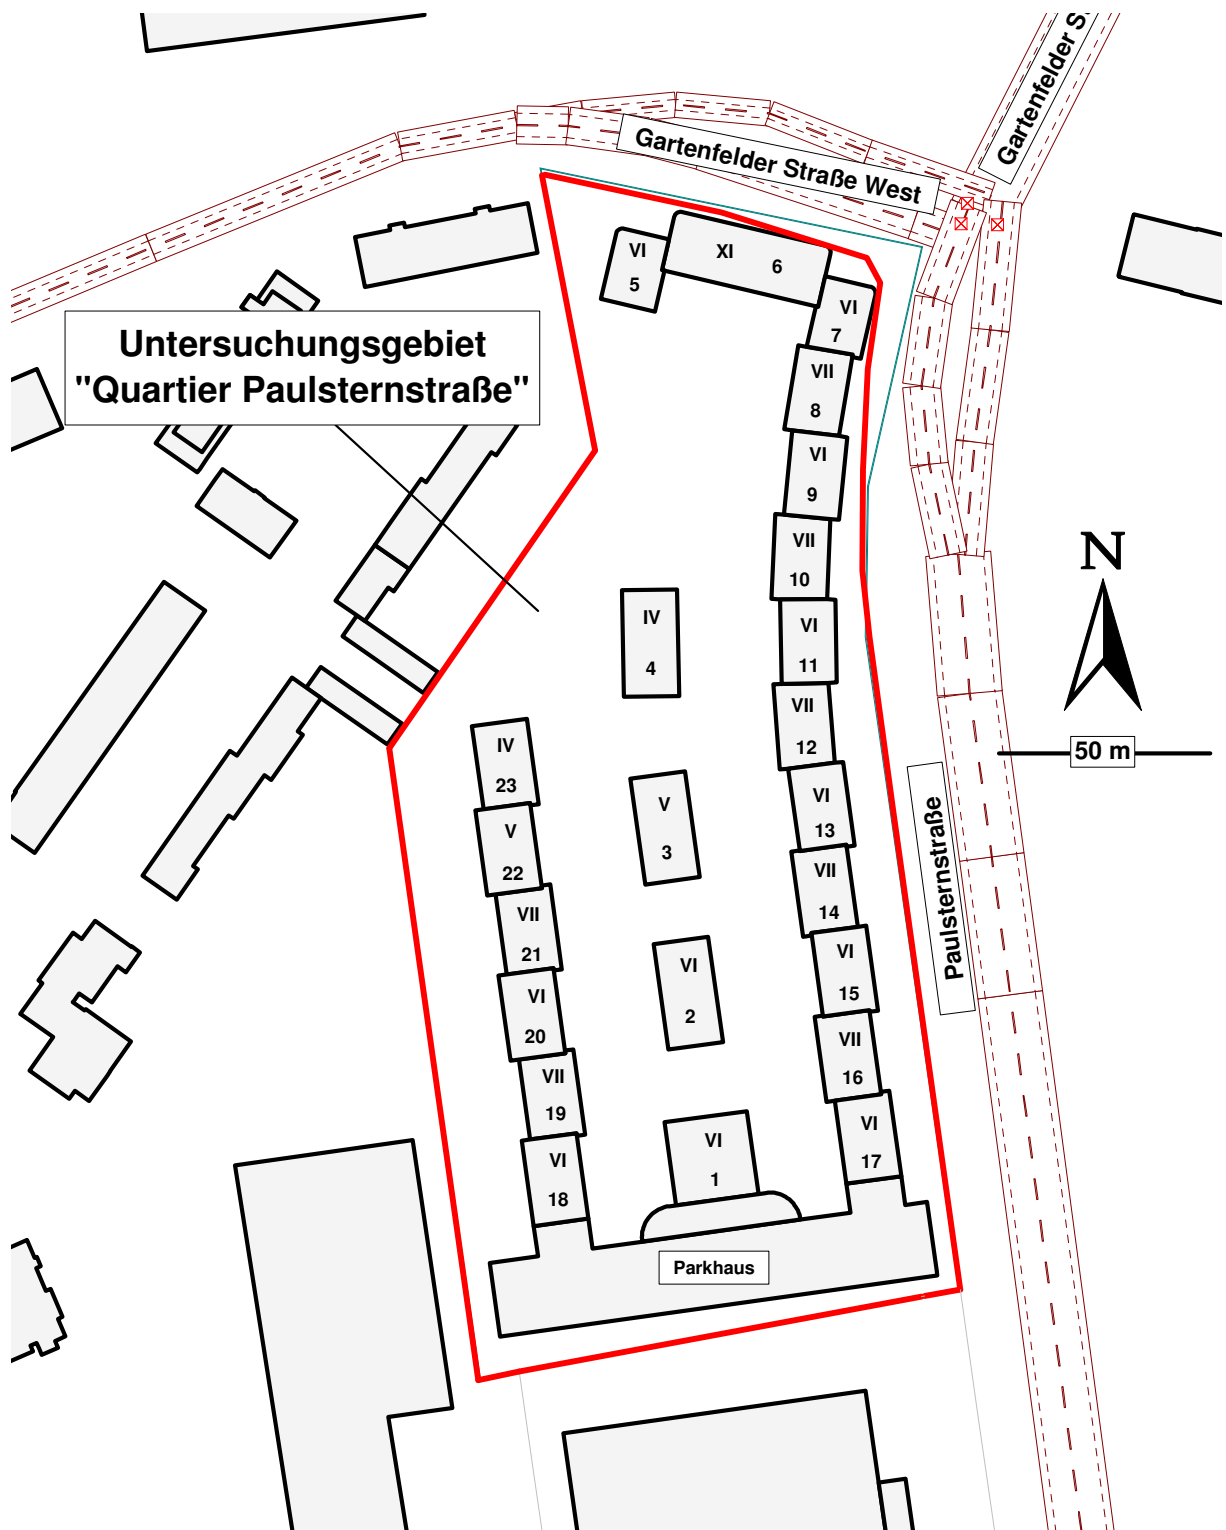 Gartenfelder S
Gartenfelder Straße West
Untersuchungsgebiet
"Quartier Paulsternstraße"
VI
5
XI 6
VI
7
VII
8
VI
9
VII
10
VI
11
VII
12
VI
13
VII
14
VI
15
VII
16
VI
17
IV
4
V
3
VI
2
VI
1
IV
23
V
22
VII
21
VI
20
VII
19
VI
18
Parkhaus
N
50 m
Paulsternstraße